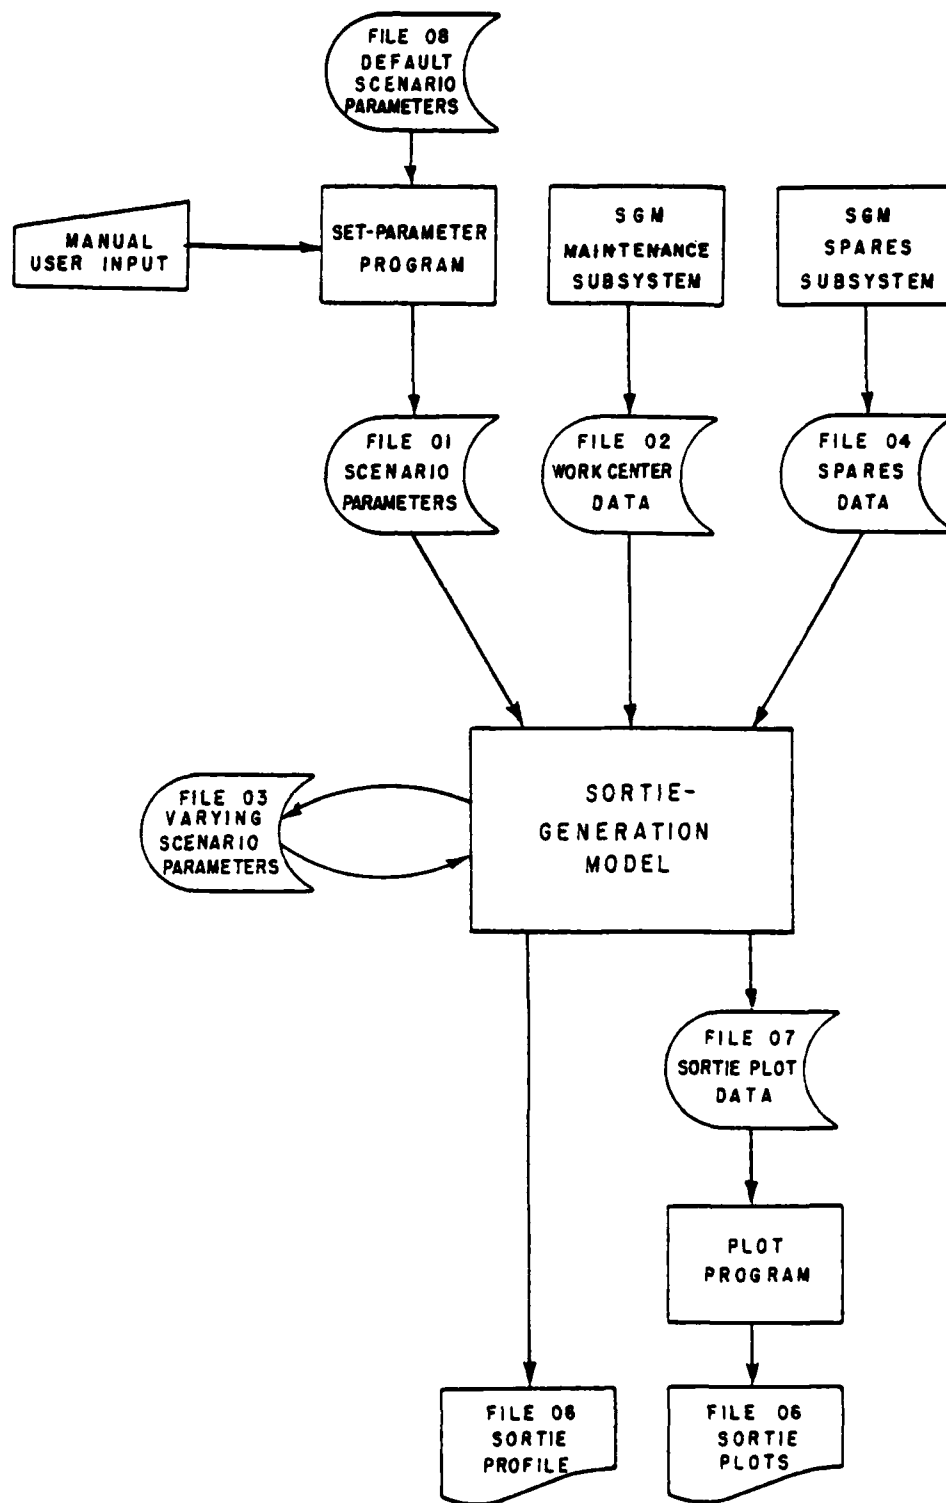 FILE 08
DEFAULT
SCENARIO
PARAMETERS
MANUAL
USER INPUT
SET-PARAMETER
PROGRAM
SGM
MAINTENANCE
SUBSYSTEM
SGM
SPARES
SUBSYSTEM
FILE 01
SCENARIO
PARAMETERS
FILE 02
WORK CENTER
DATA
FILE 04
SPARES
DATA
FILE 03
VARYING
SCENARIO
PARAMETERS
SORTIE-
GENERATION
MODEL
FILE 07
SORTIE PLOT
DATA
PLOT
PROGRAM
FILE 06
SORTIE
PROFILE
FILE 06
SORTIE
PLOTS